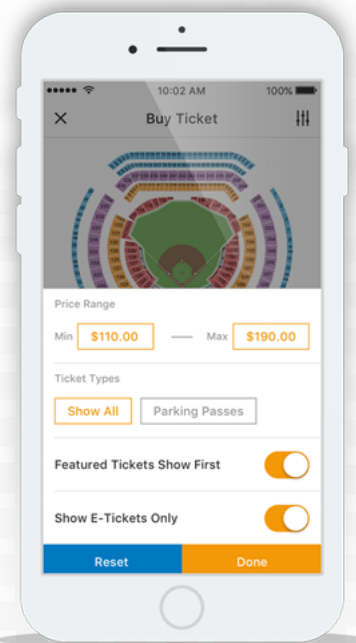 10:02 AM
100%
Buy Ticket
Price Range
Min $110.00 — Max $190.00
Ticket Types
Show All Parking Passes
Featured Tickets Show First
Show E-Tickets Only
Reset Done